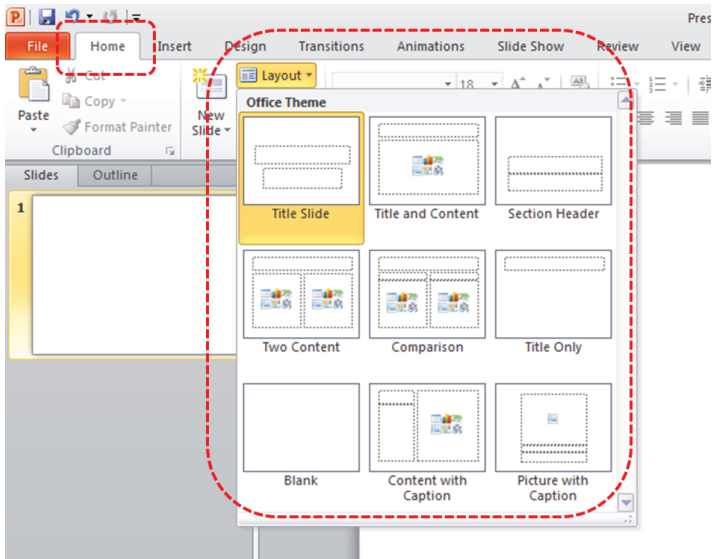 Pres
File Home Insert Design Transitions Animations Slide Show Review View
Cut
Copy
Format Painter
Paste
Clipboard
New
Slide
Layout
18
Slides Outline
1
Office Theme
Title Slide Title and Content Section Header
Two Content Comparison Title Only
Blank Content with
Caption Picture with
Caption